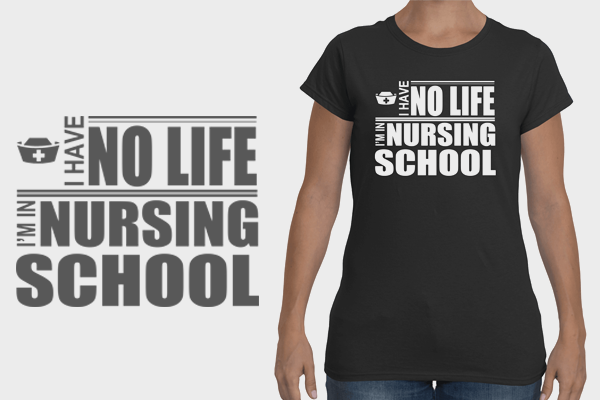 I HAVE
NO LIFE
I'M IN
NURSING
SCHOOL
I HAVE
NO LIFE
I'M IN
NURSING
SCHOOL